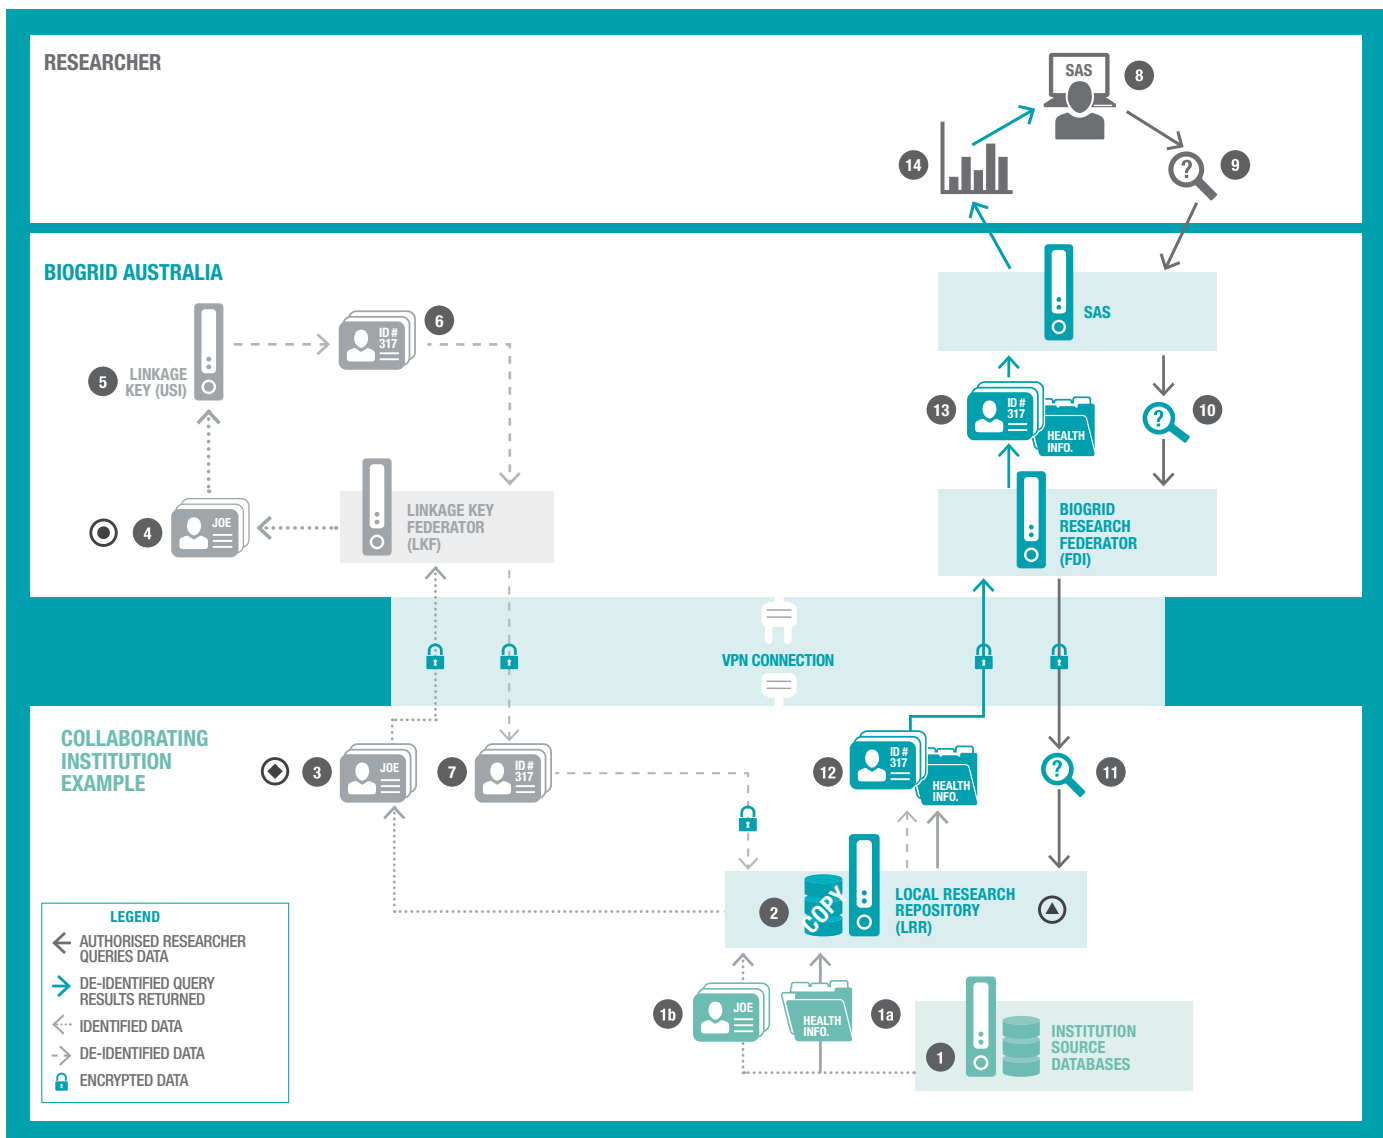 RESEARCHER
SAS
8
?
9
14
BIOGRID AUSTRALIA
SAS
ID #
317
6
5
LINKAGE
KEY (USI)
13
ID #
317
HEALTH
INFO.
?
10
JOE
4
LINKAGE KEY
FEDERATOR
(LKF)
BIOGRID
RESEARCH
FEDERATOR
(FDI)
VPN CONNECTION
COLLABORATING
INSTITUTION
EXAMPLE
3
JOE
7
ID #
317
12
ID #
317
HEALTH
INFO.
?
11
2
COPY
LOCAL RESEARCH
REPOSITORY
(LRR)
1b
JOE
HEALTH
INFO.
1a
1
INSTITUTION
SOURCE
DATABASES
LEGEND
AUTHORISED RESEARCHER
QUERIES DATA
DE-IDENTIFIED QUERY
RESULTS RETURNED
IDENTIFIED DATA
DE-IDENTIFIED DATA
ENCRYPTED DATA